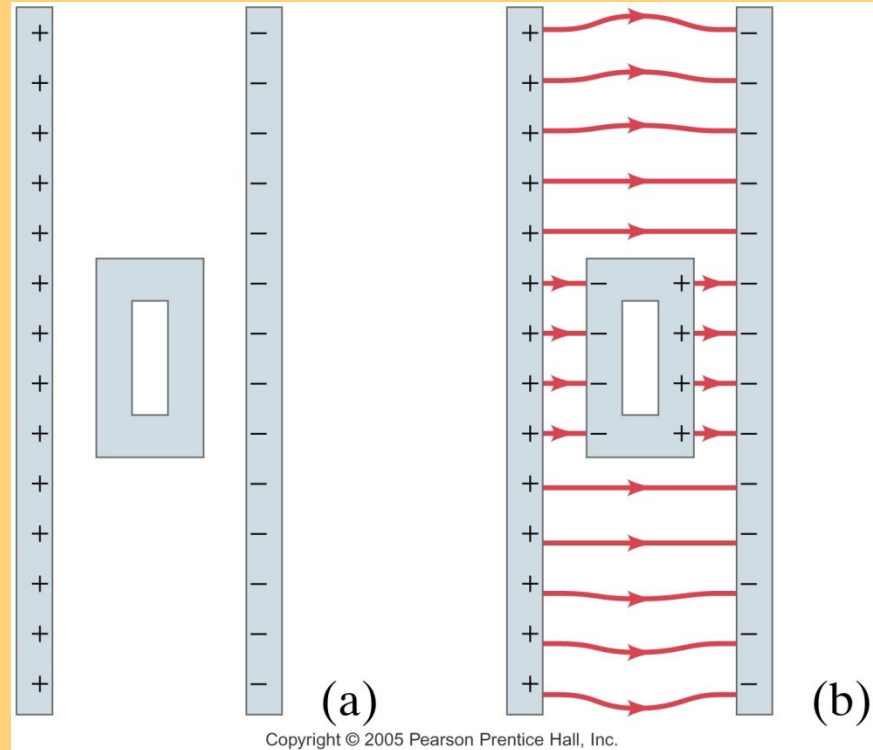 + − + −
+ − + −
+ − + −
+ − + −
+ − + −
+ − + − + −
+ − + − + −
+ − + − + −
+ − + − + −
+ − + −
+ − + −
+ − + −
+ − + −
+ − (a) + − (b)
Copyright © 2005 Pearson Prentice Hall, Inc.